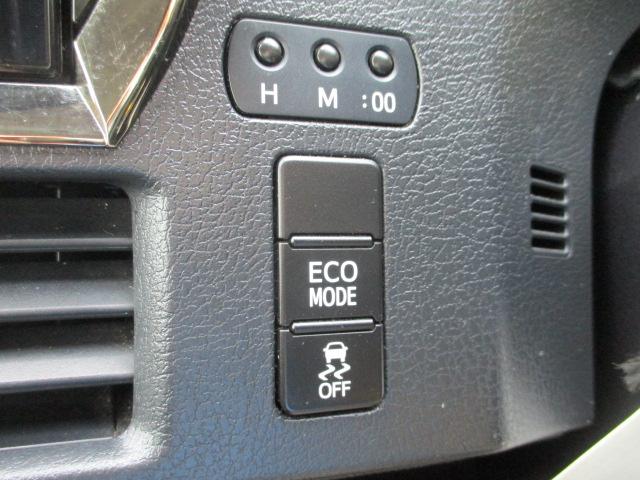 H M :00
ECO
MODE
OFF